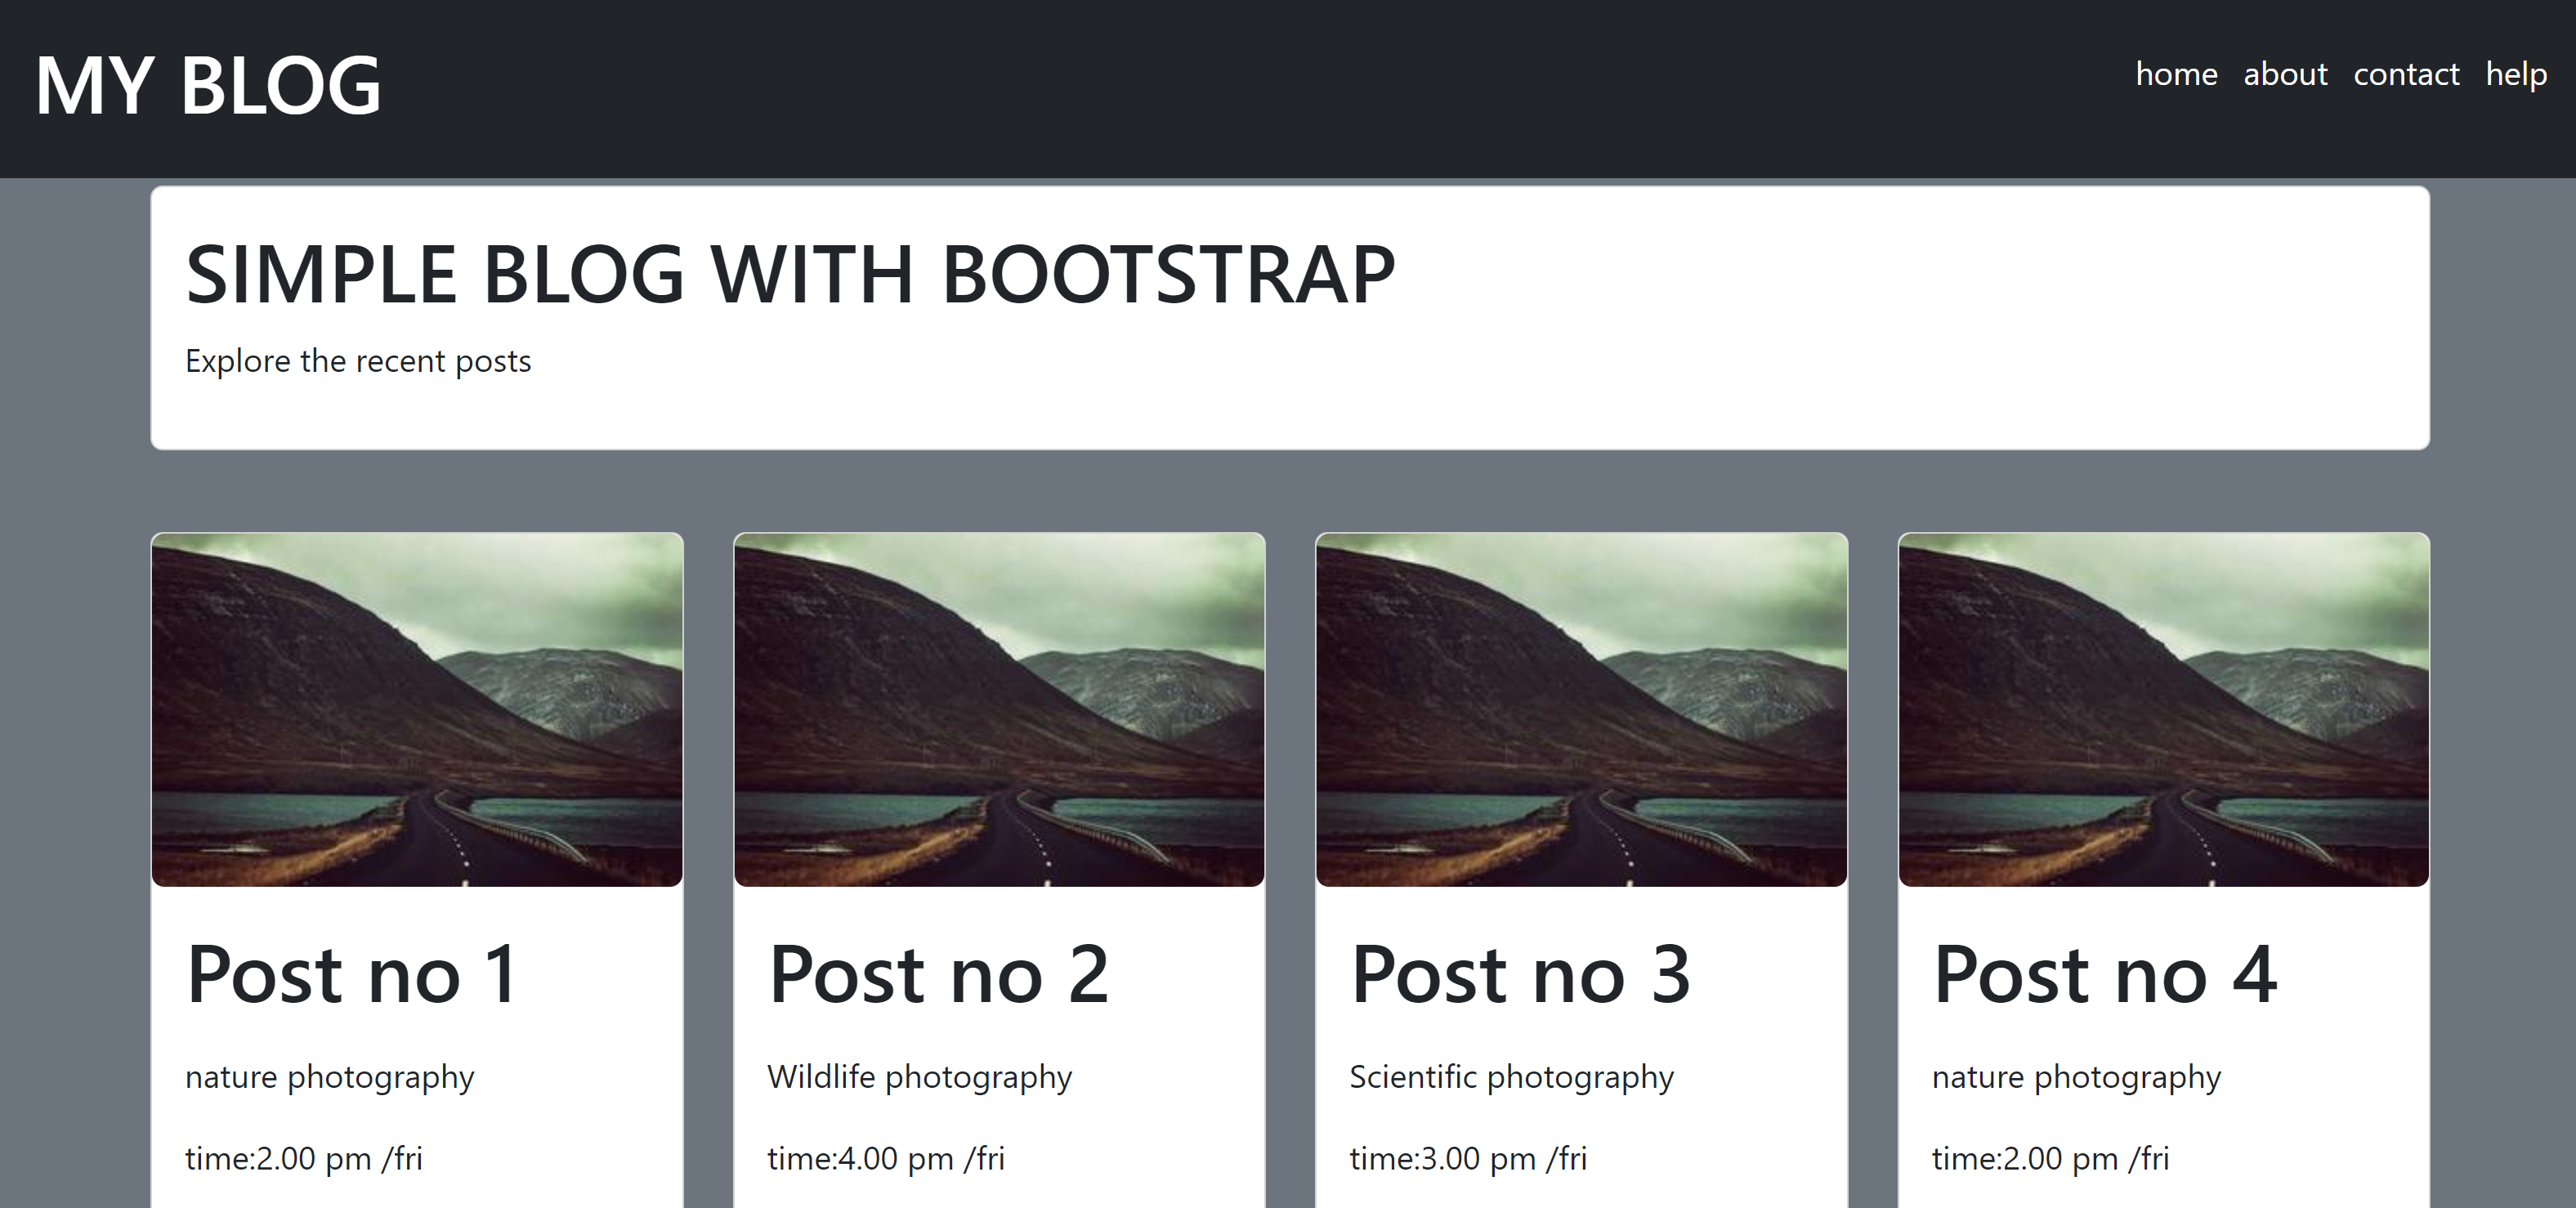 MY BLOG
home about contact help
SIMPLE BLOG WITH BOOTSTRAP
Explore the recent posts
Post no 1
nature photography
time:2.00 pm /fri
Post no 2
Wildlife photography
time:4.00 pm /fri
Post no 3
Scientific photography
time:3.00 pm /fri
Post no 4
nature photography
time:2.00 pm /fri